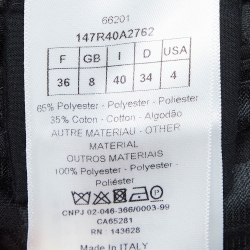 66201
147R40A2762
F GB I D USA
36 8 40 34 4
65% Polyester - Polyester - Poliéster
35% Coton - Cotton - Algodão
AUTRE MATERIAU - OTHER
MATERIAL
OUTROS MATERIAIS
100% Polyester - Polyester - Poliéster
CNPJ 02-046-366/0003-99
CA65281
RN : 143628
Made In ITALY